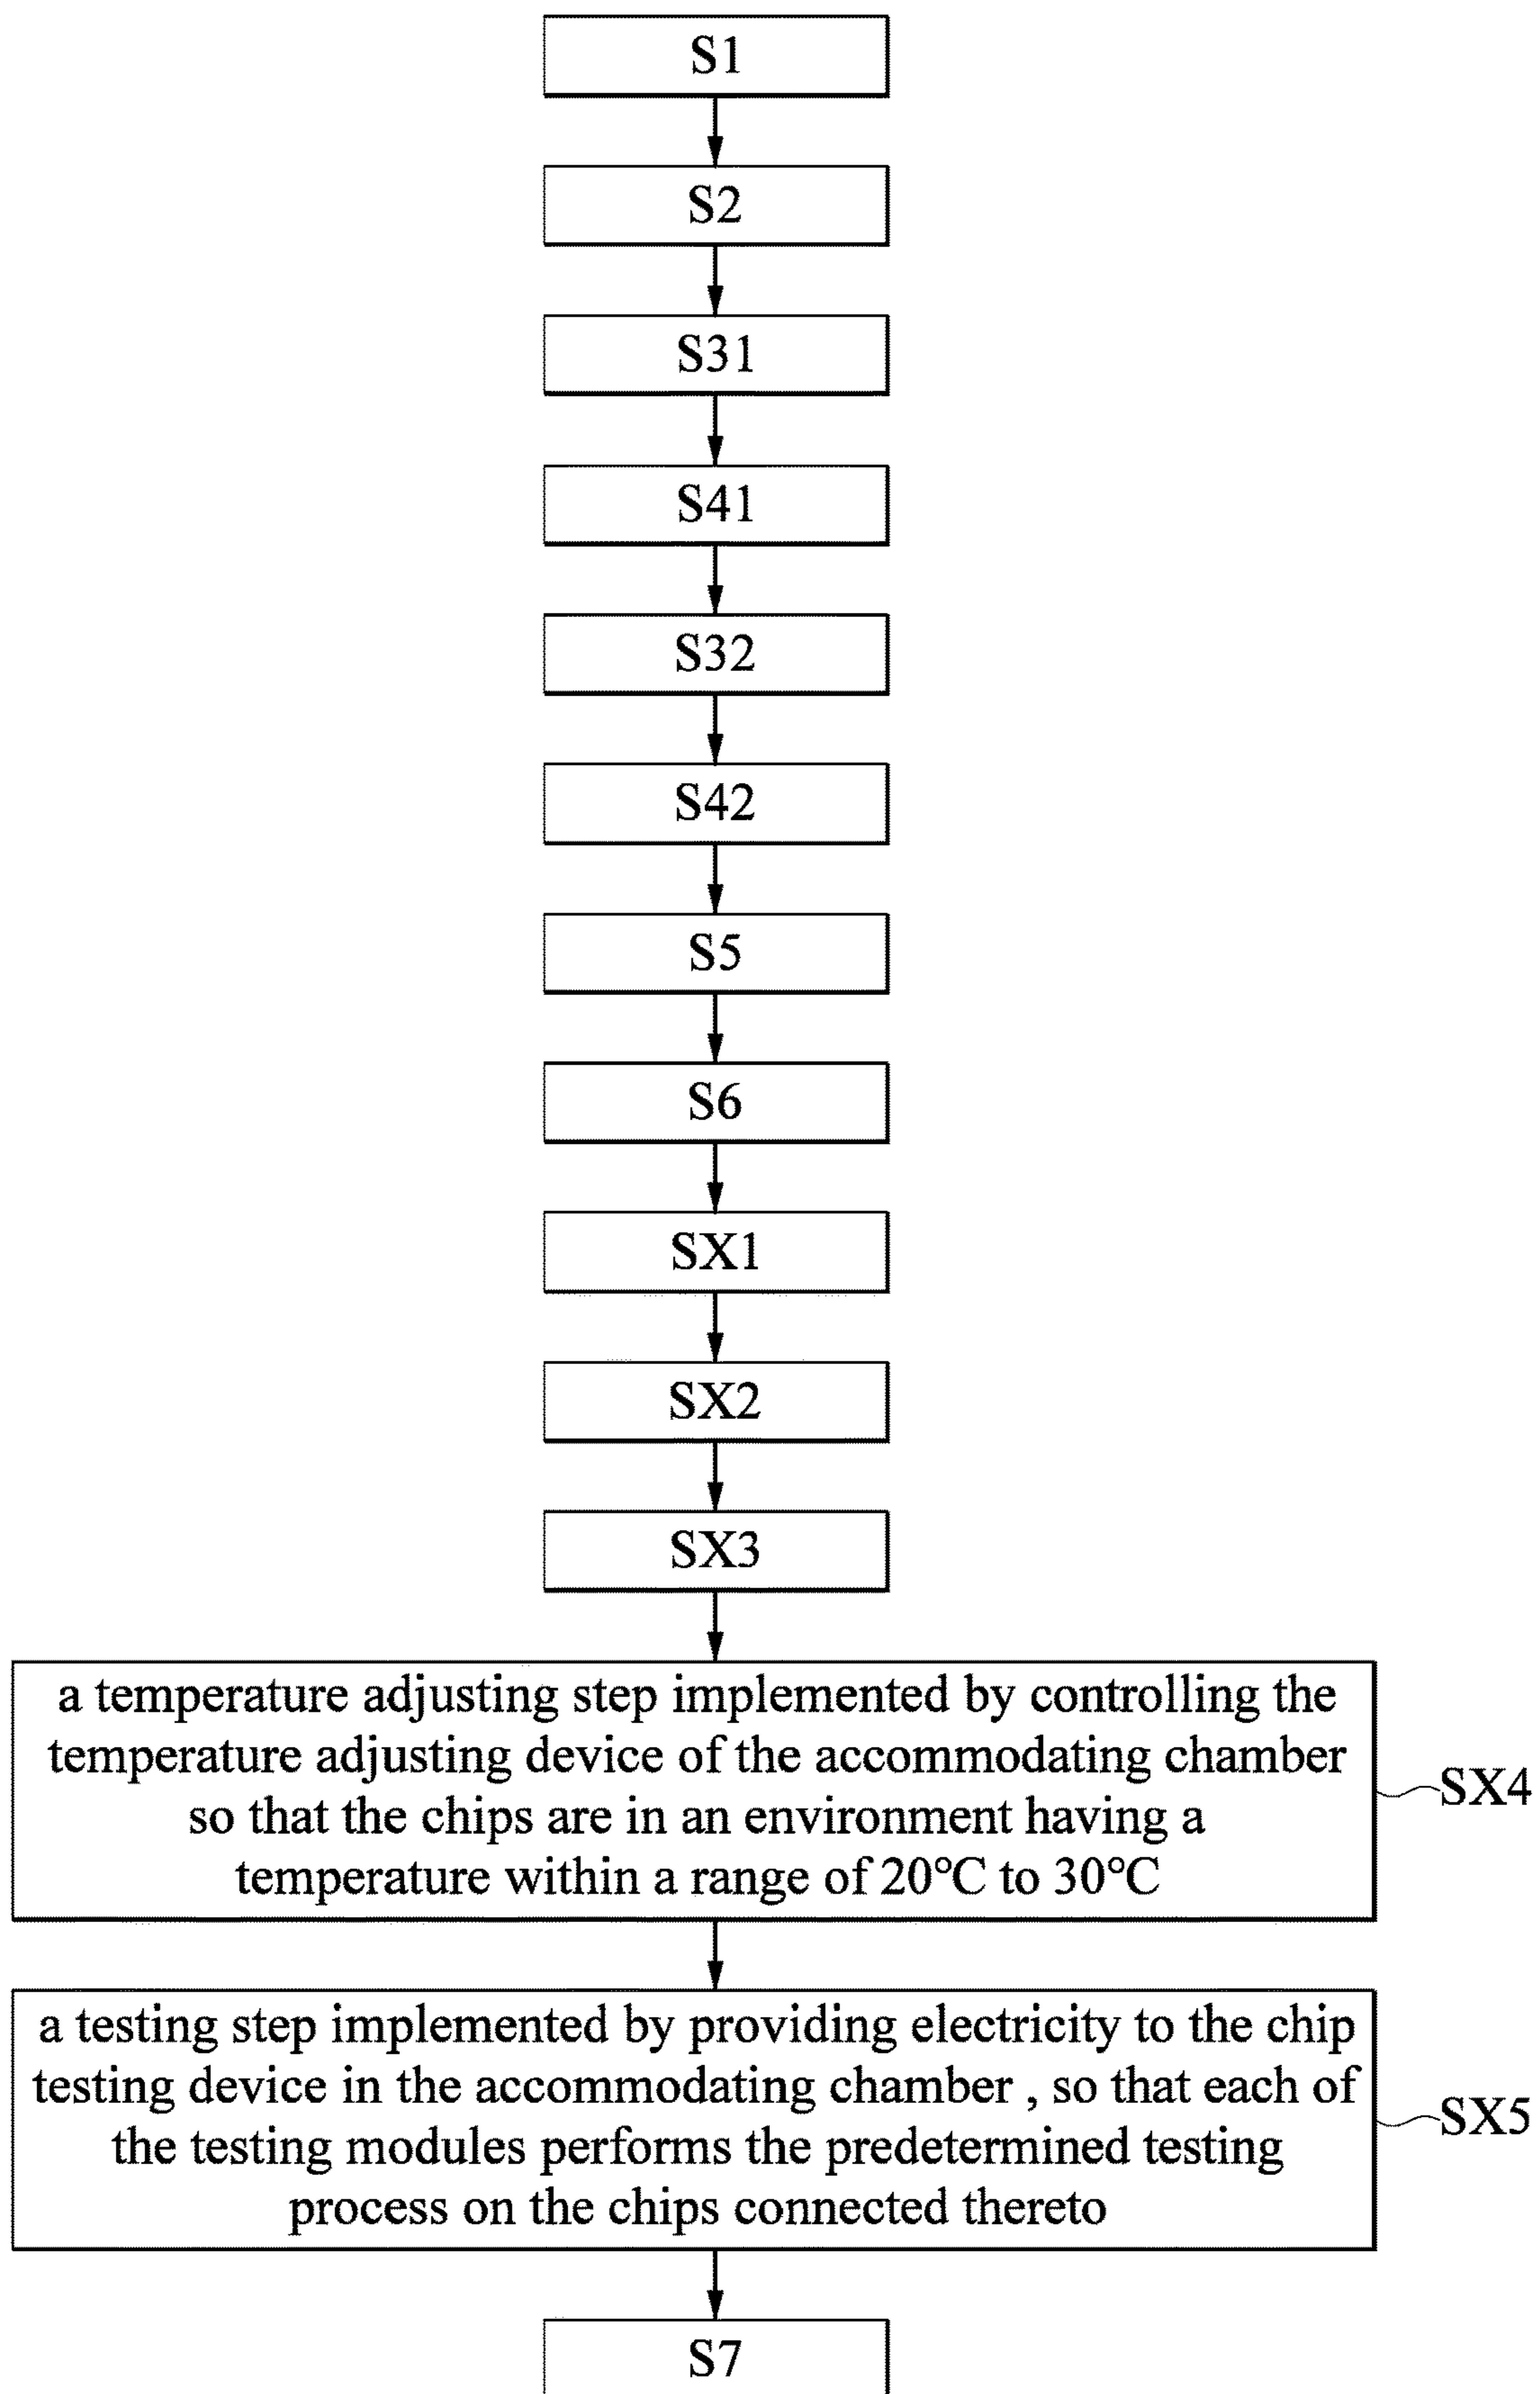 S1
S2
S31
S41
S32
S42
S5
S6
SX1
SX2
SX3
a temperature adjusting step implemented by controlling the
temperature adjusting device of the accommodating chamber
so that the chips are in an environment having a
temperature within a range of 20°C to 30°C
SX4
a testing step implemented by providing electricity to the chip
testing device in the accommodating chamber , so that each of
the testing modules performs the predetermined testing
process on the chips connected thereto
SX5
S7